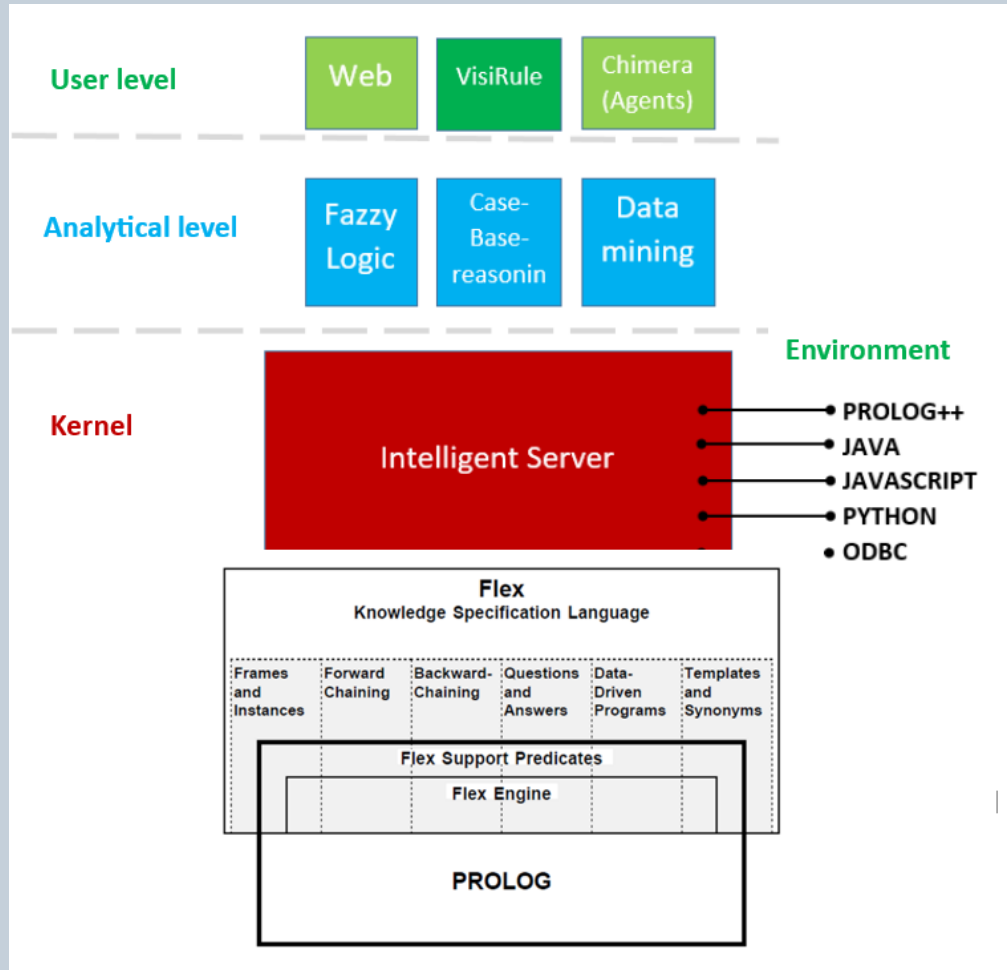 User level
Web
VisiRule
Chimera
(Agents)
Analytical level
Fazzy
Logic
Case-
Base-
reasonin
Data
mining
Kernel
Intelligent Server
Environment
PROLOG++
JAVA
JAVASCRIPT
PYTHON
ODBC
Flex
Knowledge Specification Language
Frames
and
Instances
Forward
Chaining
Backward-
Chaining
Questions
and
Answers
Data-
Driven
Programs
Templates
and
Synonyms
Flex Support Predicates
Flex Engine
PROLOG